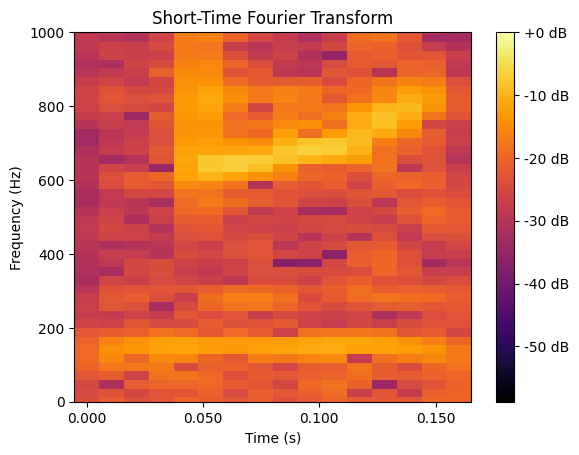 Short-Time Fourier Transform
1000
800
600
400
200
0
Frequency (Hz)
0.000
0.050
0.100
0.150
Time (s)
+0 dB
-10 dB
-20 dB
-30 dB
-40 dB
-50 dB